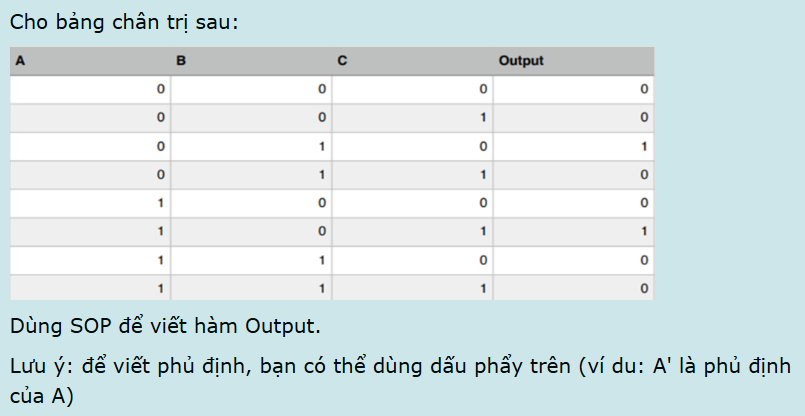 Cho bảng chân trị sau:
A B C Output
0 0 0 0
0 0 1 0
0 1 0 1
0 1 1 0
1 0 0 0
1 0 1 1
1 1 0 0
1 1 1 0
Dùng SOP để viết hàm Output.
Lưu ý: để viết phủ định, bạn có thể dùng dấu phẩy trên (ví du: A' là phủ định
của A)